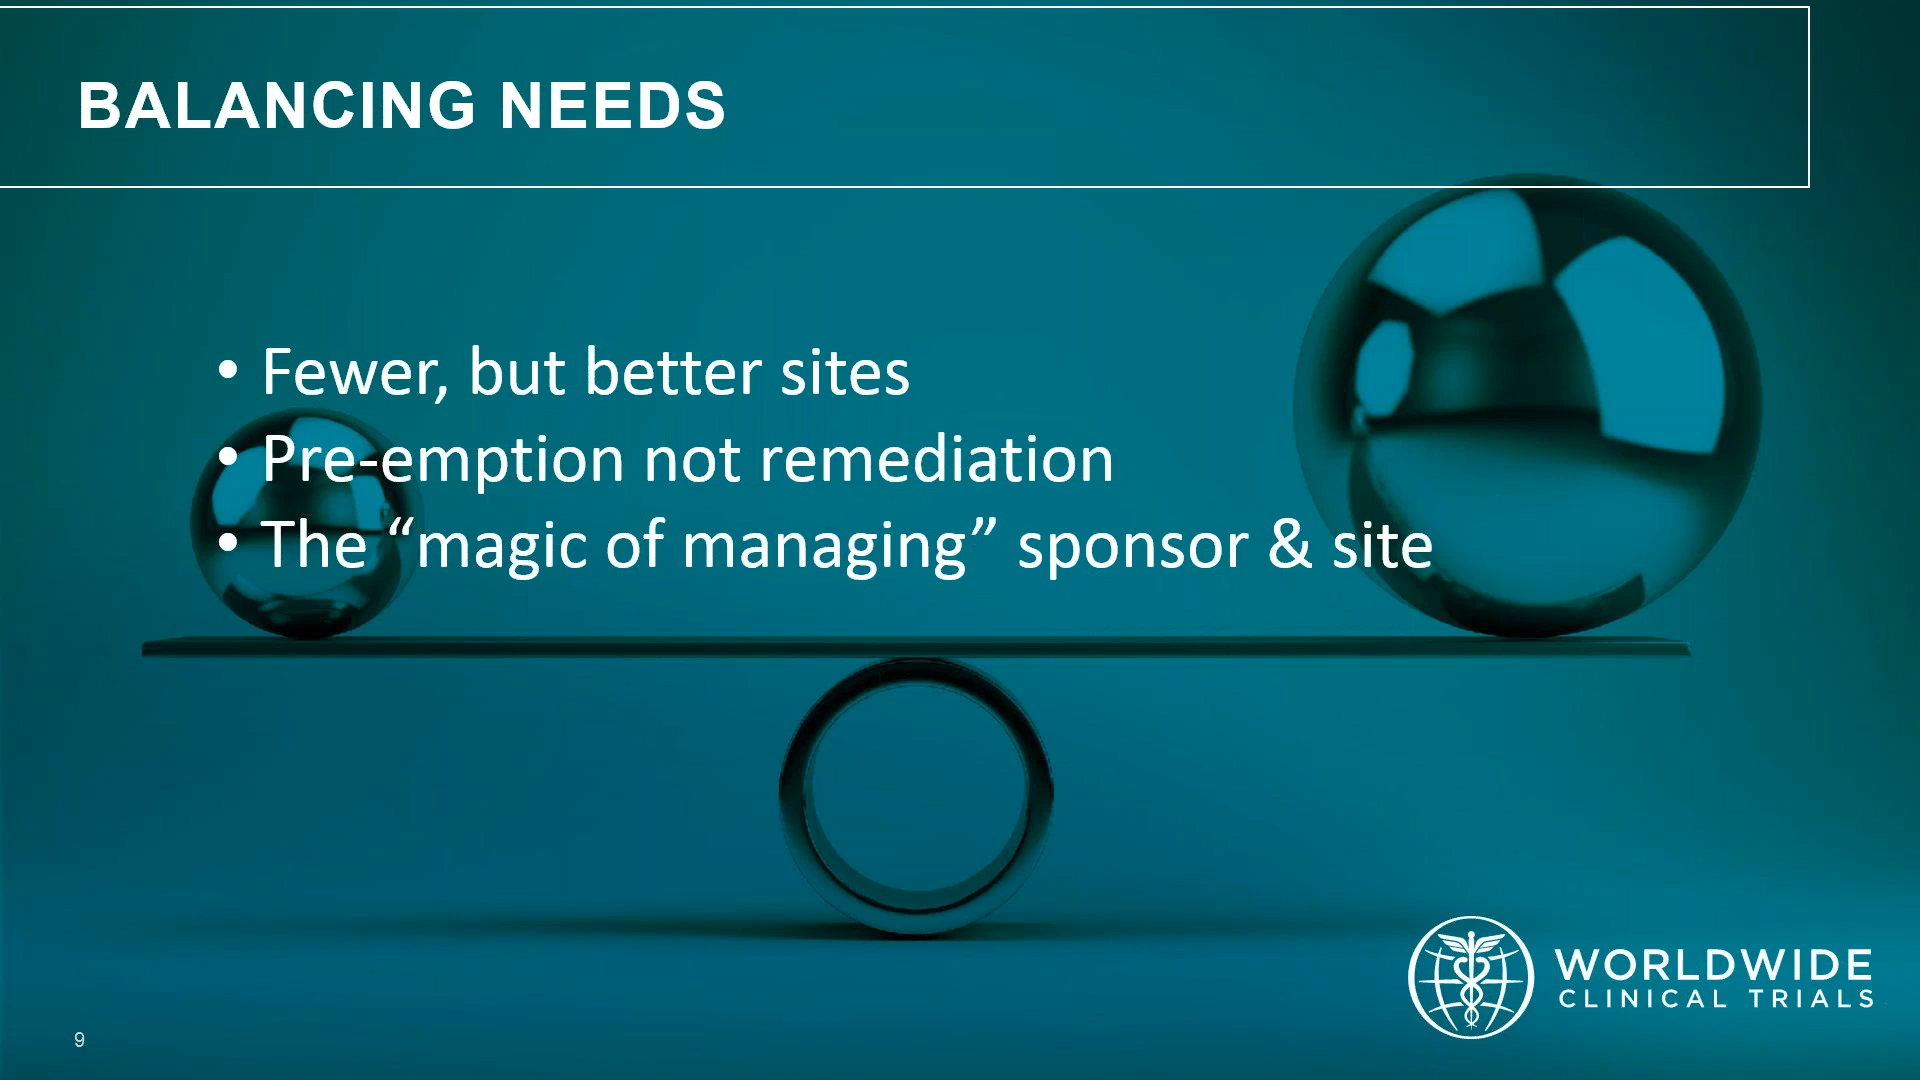 BALANCING NEEDS
• Fewer, but better sites
• Pre-emption not remediation
• The “magic of managing” sponsor & site
WORLDWIDE
CLINICAL TRIALS
9